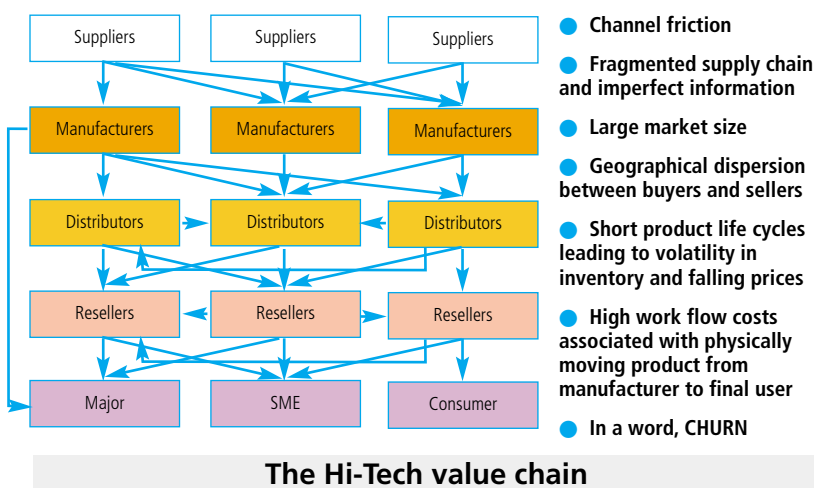 Suppliers
Suppliers
Suppliers
Manufacturers
Manufacturers
Manufacturers
Distributors
Distributors
Distributors
Resellers
Resellers
Resellers
Major
SME
Consumer
Channel friction
Fragmented supply chain
and imperfect information
Large market size
Geographical dispersion
between buyers and sellers
Short product life cycles
leading to volatility in
inventory and falling prices
High work flow costs
associated with physically
moving product from
manufacturer to final user
In a word, CHURN
The Hi-Tech value chain